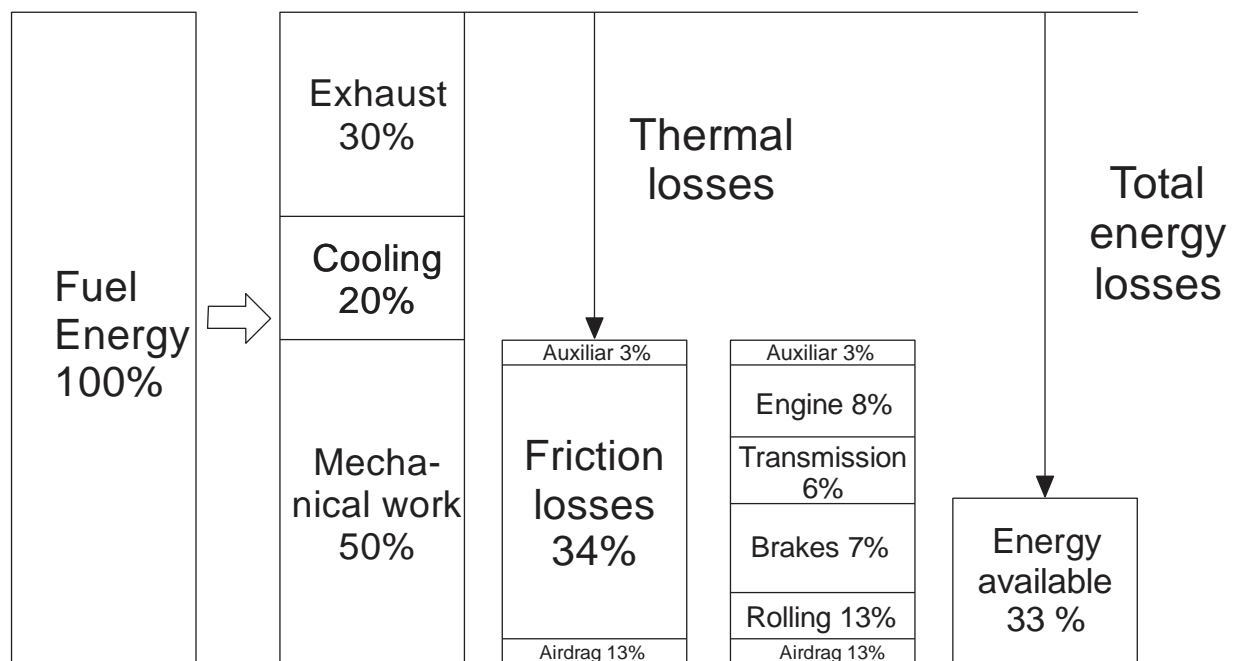 Fuel
Energy
100%
Exhaust
30%
Cooling
20%
Mecha-
nical work
50%
Thermal
losses
Auxiliar 3%
Friction
losses
34%
Airdrag 13%
Auxiliar 3%
Engine 8%
Transmission
6%
Brakes 7%
Rolling 13%
Airdrag 13%
Total
energy
losses
Energy
available
33 %